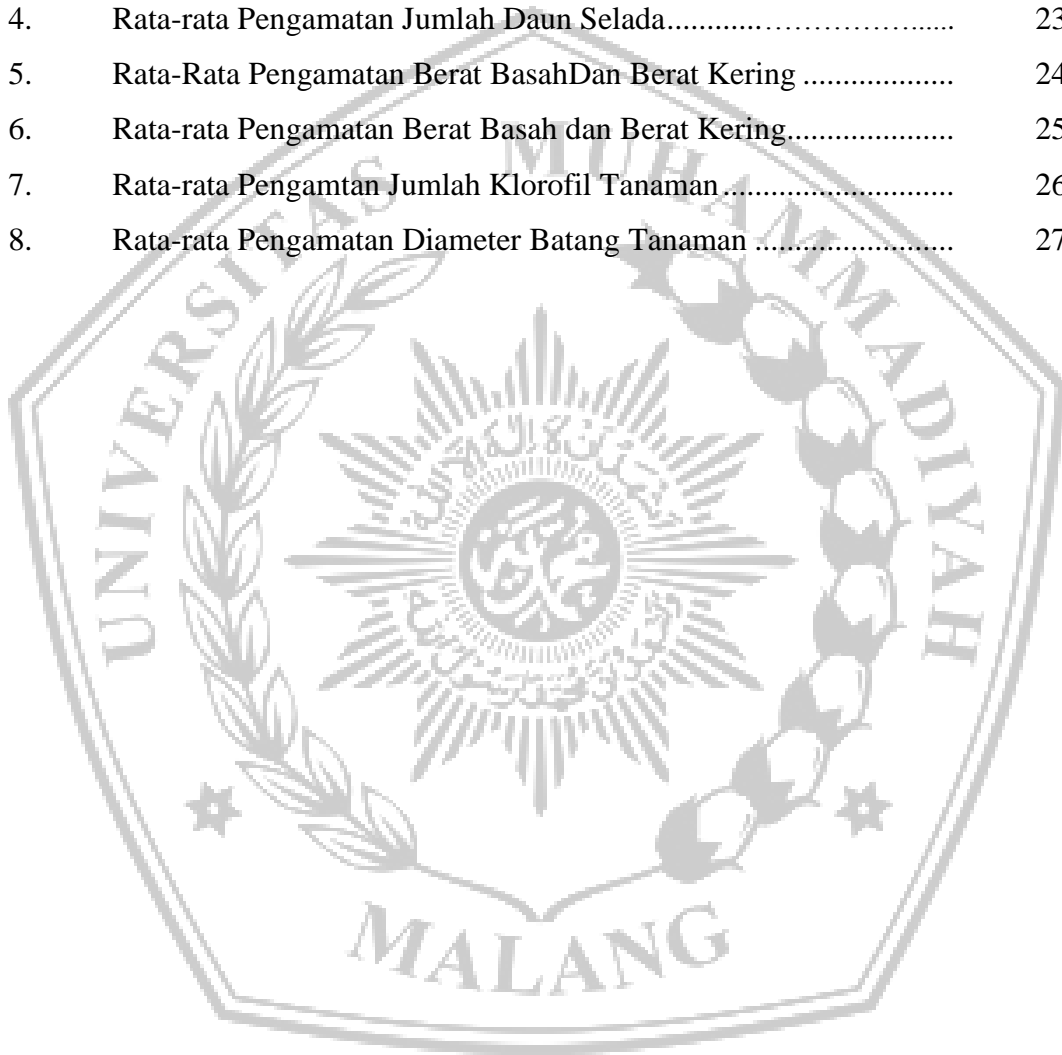 4. Rata-rata Pengamatan Jumlah Daun Selada............……………...... 23
5. Rata-Rata Pengamatan Berat BasahDan Berat Kering ................... 24
6. Rata-rata Pengamatan Berat Basah dan Berat Kering..................... 25
7. Rata-rata Pengamtan Jumlah Klorofil Tanaman............................. 26
8. Rata-rata Pengamatan Diameter Batang Tanaman ......................... 27
UNIVERSITAS MUHAMMADIYAH
MALANG